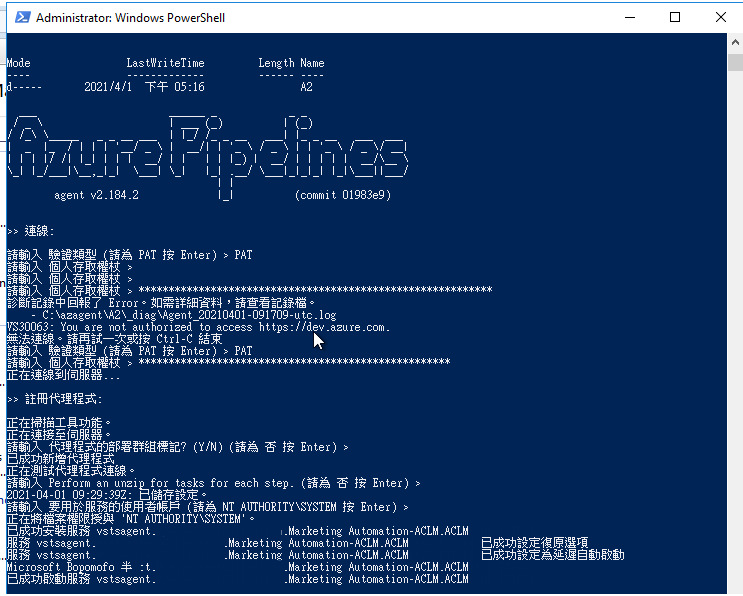 Administrator: Windows PowerShell
Mode LastWriteTime Length Name
---- ------------- ------ ----
d----- 2021/4/1 下午 05:16 A2
Azure Pipelines
agent v2.184.2 (commit 01983e9)
>> 連線:
請輸入 驗證類型 (請為 PAT 按 Enter) > PAT
請輸入 個人存取權杖 >
請輸入 個人存取權杖 >
請輸入 個人存取權杖 > ****************************************************
診斷記錄中回報了 Error。如需詳細資料，請查看記錄檔。
- C:\azagent\A2\_diag\Agent_20210401-091709-utc.log
VS30063: You are not authorized to access https://dev.azure.com.
無法連線。請再試一次或按 Ctrl-C 結束
請輸入 驗證類型 (請為 PAT 按 Enter) > PAT
請輸入 個人存取權杖 > ****************************************************
正在連線到伺服器...
>> 註冊代理程式:
正在掃描工具功能。
正在連接至伺服器。
請輸入 代理程式的部署群組標記? (Y/N) (請為 否 按 Enter) >
已成功新增代理程式
正在測試代理程式連線。
請輸入 Perform an unzip for tasks for each step. (請為 否 按 Enter) >
2021-04-01 09:29:39Z: 已儲存設定。
請輸入 要用於服務的使用者帳戶 (請為 NT AUTHORITY\SYSTEM 按 Enter) >
正在將檔案權限授與 'NT AUTHORITY\SYSTEM'。
已成功安裝服務 vstsagent. .Marketing Automation-ACLM.ACLM
服務 vstsagent. .Marketing Automation-ACLM.ACLM 已成功設定復原選項
服務 vstsagent. .Marketing Automation-ACLM.ACLM 已成功設定為延遲自動啟動
Microsoft Bopomofo 半 :t. .Marketing Automation-ACLM.ACLM
已成功啟動服務 vstsagent. .Marketing Automation-ACLM.ACLM